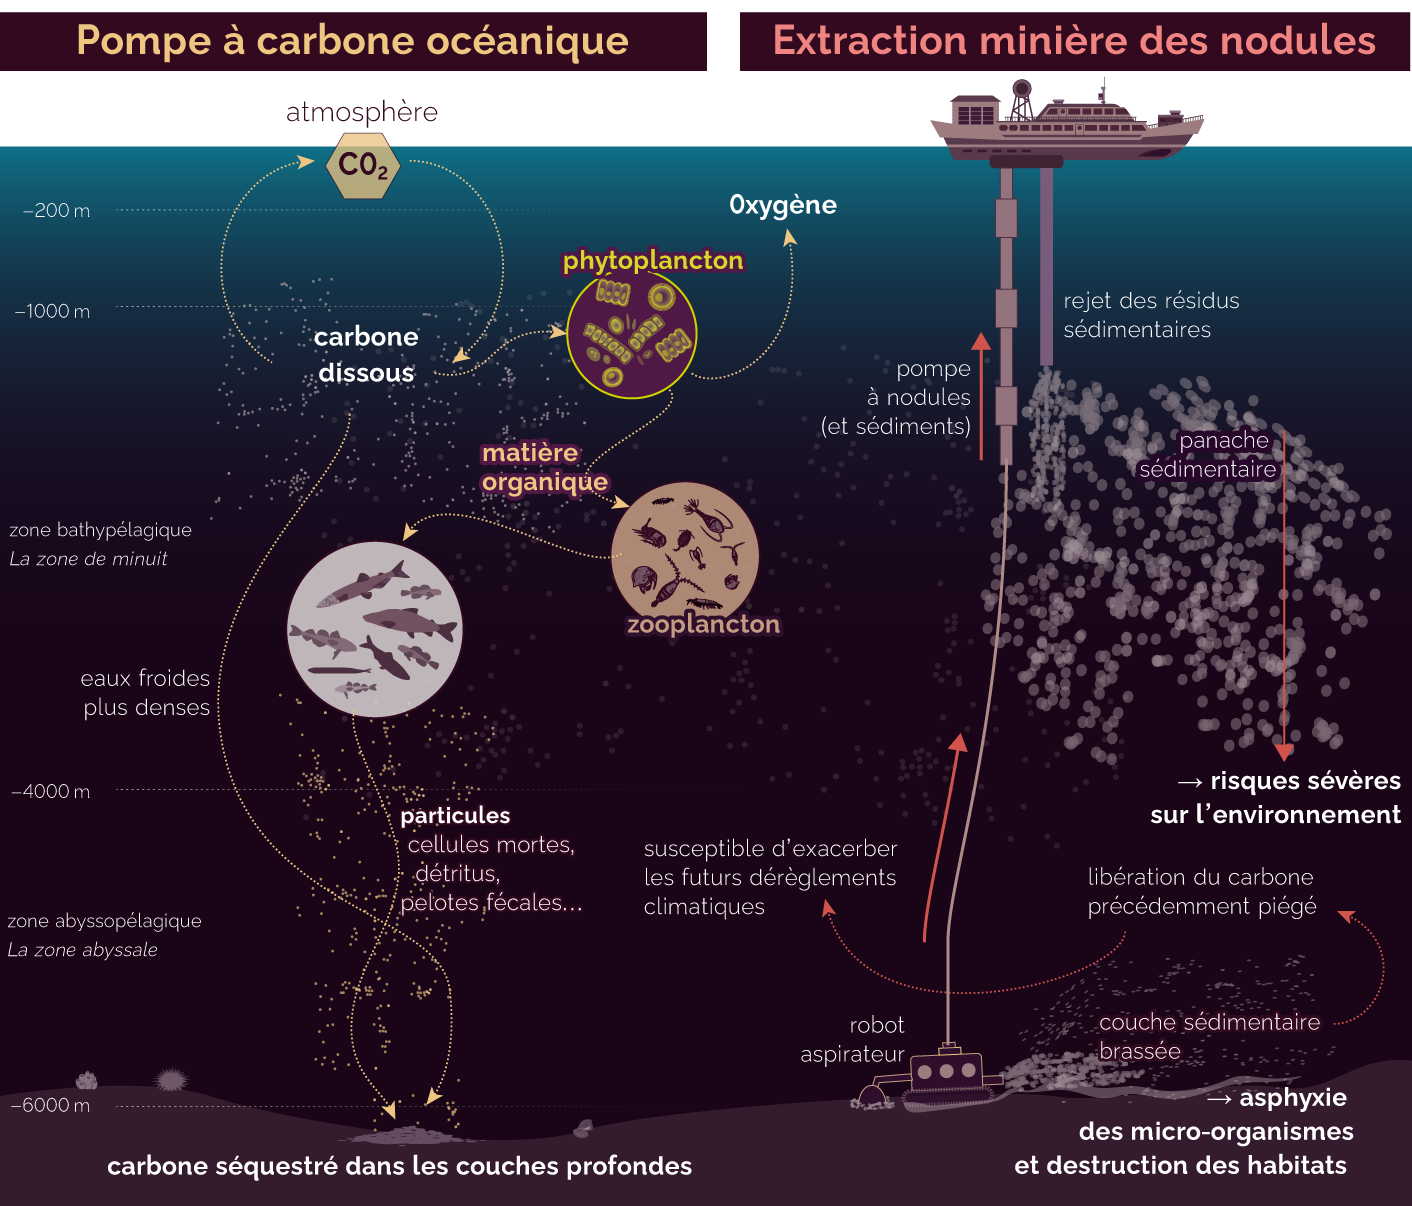 Pompe à carbone océanique
Extraction minière des nodules
atmosphère
CO₂
–200 m
Oxygène
phytoplancton
–1000 m
carbone
dissous
rejet des résidus
sédimentaires
pompe
à nodules
(et sédiments)
panache
sédimentaire
matière
organique
zone bathypélagique
La zone de minuit
zooplancton
eaux froides
plus denses
–4000 m
→ risques sévères
sur l’environnement
particules
cellules mortes,
détritus,
pelotes fécales…
susceptible d’exacerber
les futurs dérèglements
climatiques
libération du carbone
précédemment piégé
zone abyssopélagique
La zone abyssale
robot
aspirateur
couche sédimentaire
brassée
–6000 m
→ asphyxie
des micro-organismes
et destruction des habitats
carbone séquestré dans les couches profondes